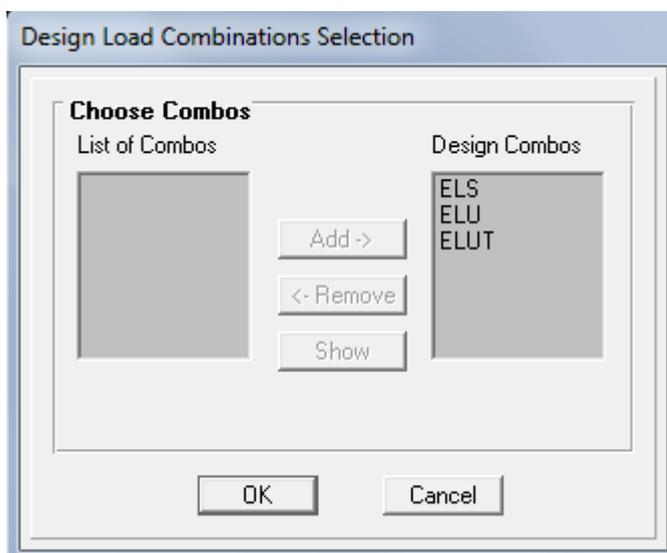 Design Load Combinations Selection
Choose Combos
List of Combos
Design Combos
ELS
ELU
ELUT
Add ->
<- Remove
Show
OK
Cancel